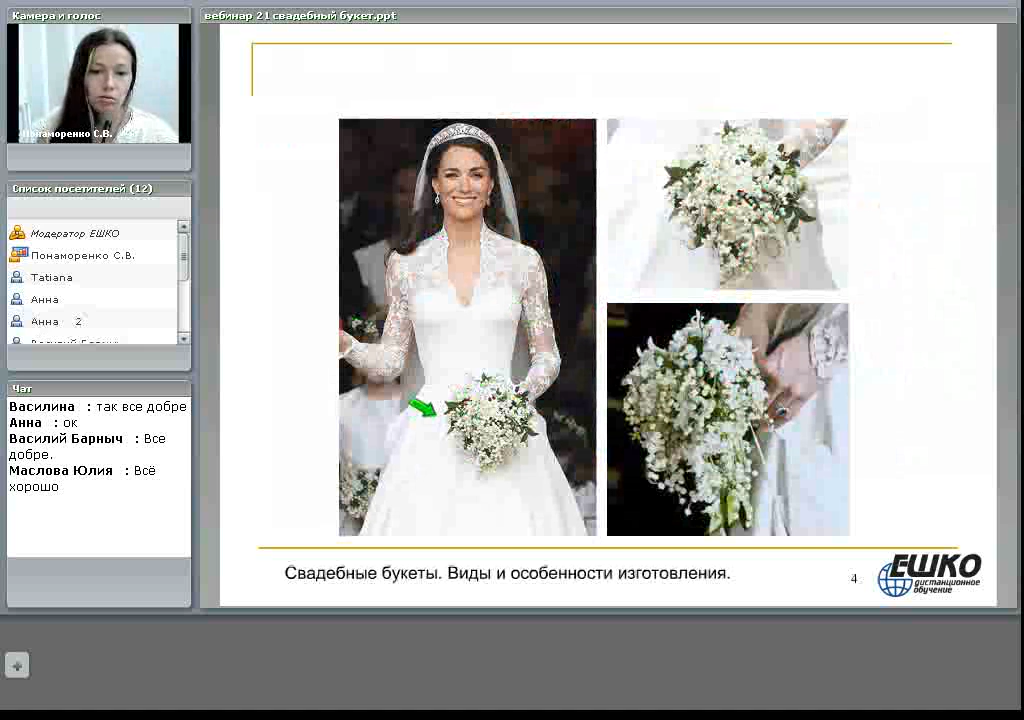 Камера и голос
Понаморенко С.В.
Список посетителей (12)
Модератор ЕШКО
Понаморенко С.В.
Tatiana
Анна
Анна 2
Чат
Василина : так все добре
Анна : ок
Василий Барныч : Все
добре.
Маслова Юлия : Всё
хорошо
вебинар 21 свадебный букет.ppt
Свадебные букеты. Виды и особенности изготовления.
4
ЕШКО
дистанционное
обучение